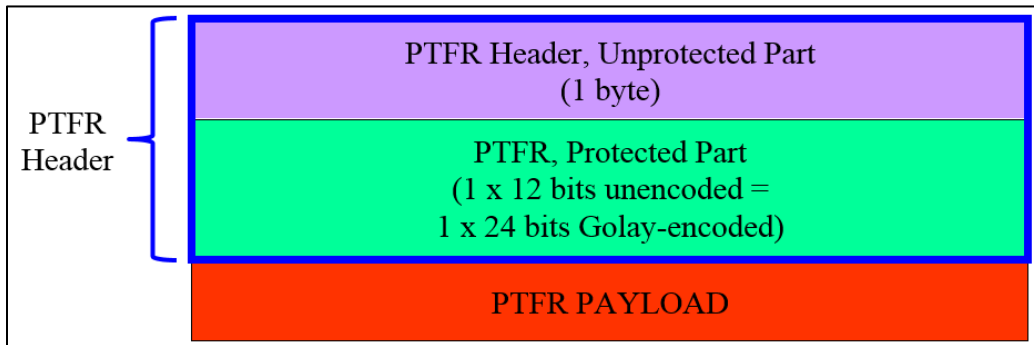 PTFR Header, Unprotected Part
(1 byte)
PTFR
Header
PTFR, Protected Part
(1 x 12 bits unencoded =
1 x 24 bits Golay-encoded)
PTFR PAYLOAD